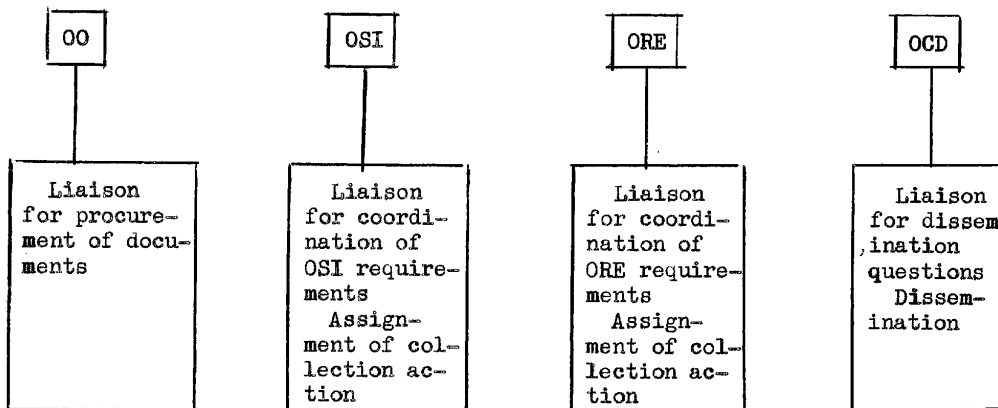 OO
OSI
ORE
OCD
Liaison
for procure-
ment of docu-
ments
Liaison
for coordi-
nation of
OSI require-
ments
Assign-
ment of col-
lection ac-
tion
Liaison
for coordi-
nation of
ORE require-
ments
Assign-
ment of col-
lection ac-
tion
Liaison
for dissem
ination
questions
Dissem-
ination